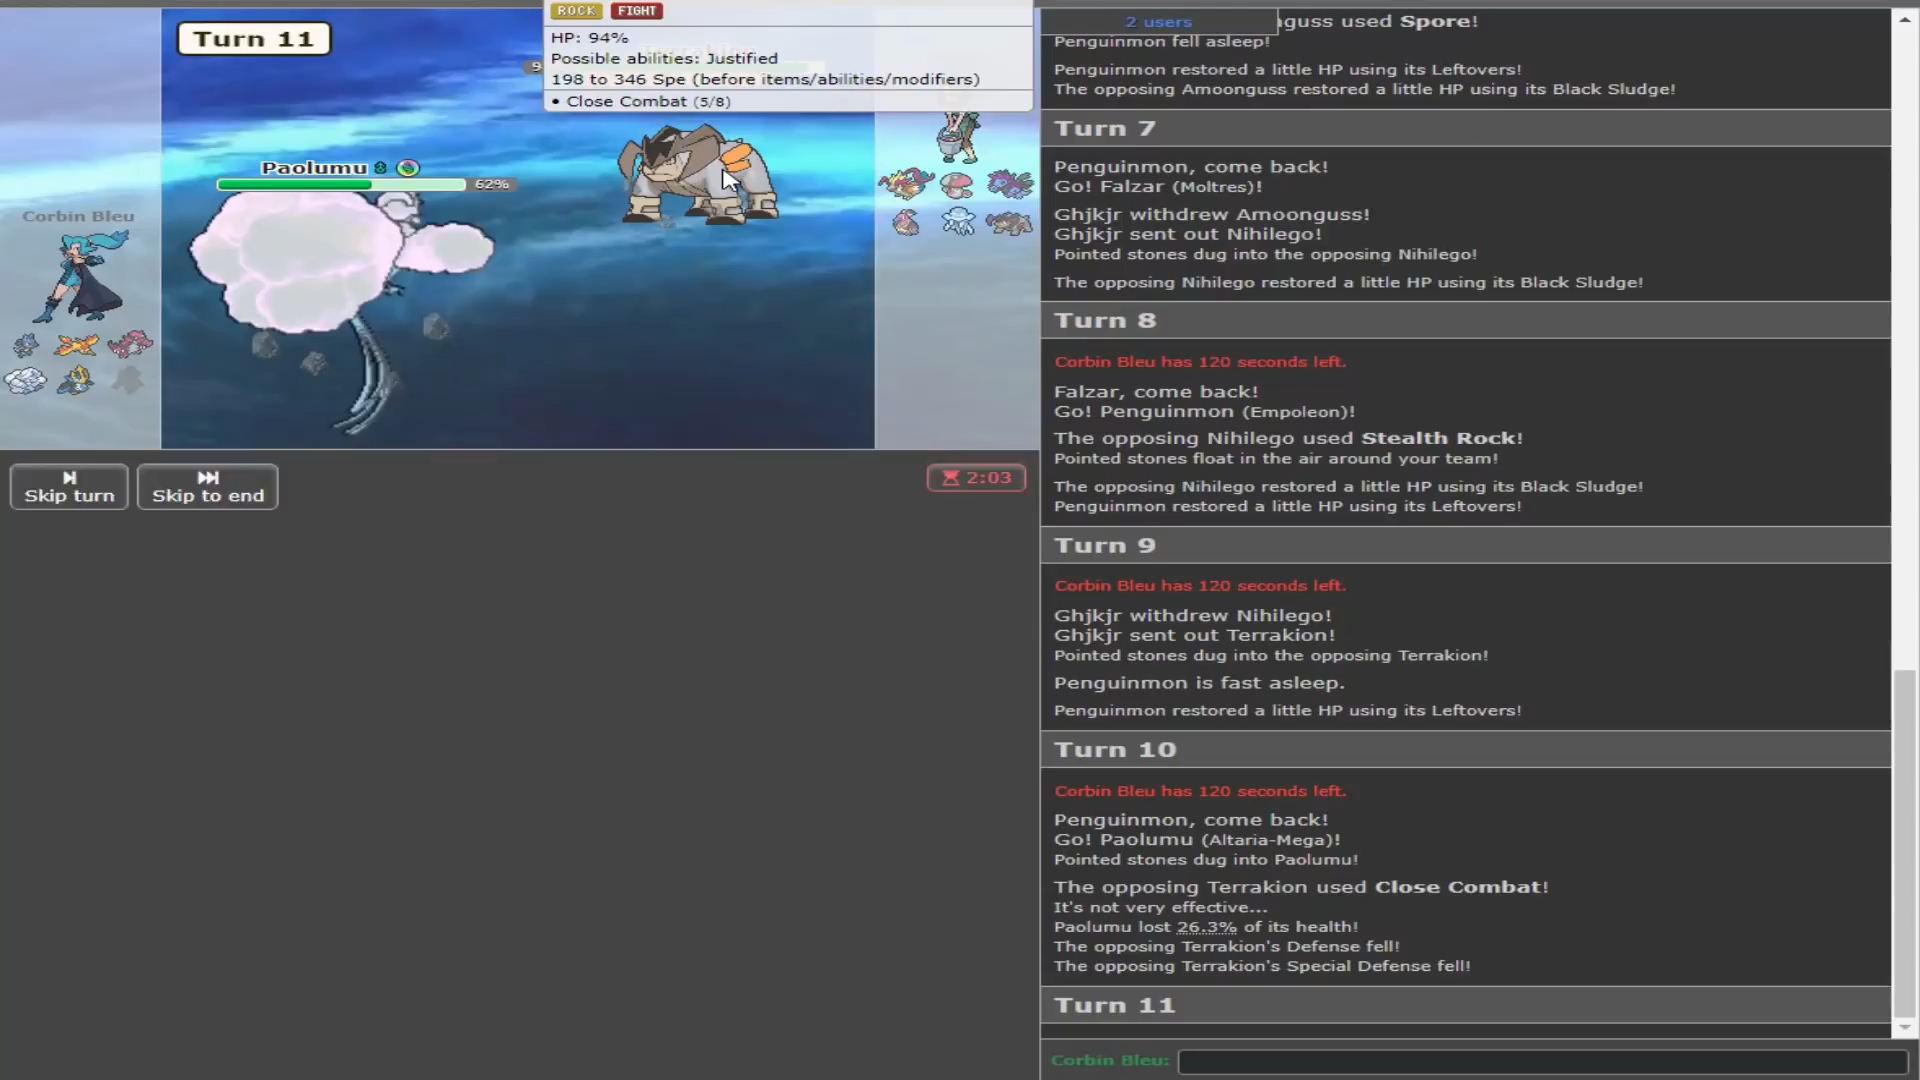 Turn 11
ROCK FIGHT
HP: 94%
Possible abilities: Justified
198 to 346 Spe (before items/abilities/modifiers)
• Close Combat (5/8)
Paolumu
62%
Corbin Bleu
Skip turn
Skip to end
2:03
2 users
guss used Spore!
Penguinmon fell asleep!
Penguinmon restored a little HP using its Leftovers!
The opposing Amoonguss restored a little HP using its Black Sludge!
Turn 7
Penguinmon, come back!
Go! Falzar (Moltres)!
Ghjkjr withdrew Amoonguss!
Ghjkjr sent out Nihilego!
Pointed stones dug into the opposing Nihilego!
The opposing Nihilego restored a little HP using its Black Sludge!
Turn 8
Corbin Bleu has 120 seconds left.
Falzar, come back!
Go! Penguinmon (Empoleon)!
The opposing Nihilego used Stealth Rock!
Pointed stones float in the air around your team!
The opposing Nihilego restored a little HP using its Black Sludge!
Penguinmon restored a little HP using its Leftovers!
Turn 9
Corbin Bleu has 120 seconds left.
Ghjkjr withdrew Nihilego!
Ghjkjr sent out Terrakion!
Pointed stones dug into the opposing Terrakion!
Penguinmon is fast asleep.
Penguinmon restored a little HP using its Leftovers!
Turn 10
Corbin Bleu has 120 seconds left.
Penguinmon, come back!
Go! Paolumu (Altaria-Mega)!
Pointed stones dug into Paolumu!
The opposing Terrakion used Close Combat!
It's not very effective...
Paolumu lost 26.3% of its health!
The opposing Terrakion's Defense fell!
The opposing Terrakion's Special Defense fell!
Turn 11
Corbin Bleu: